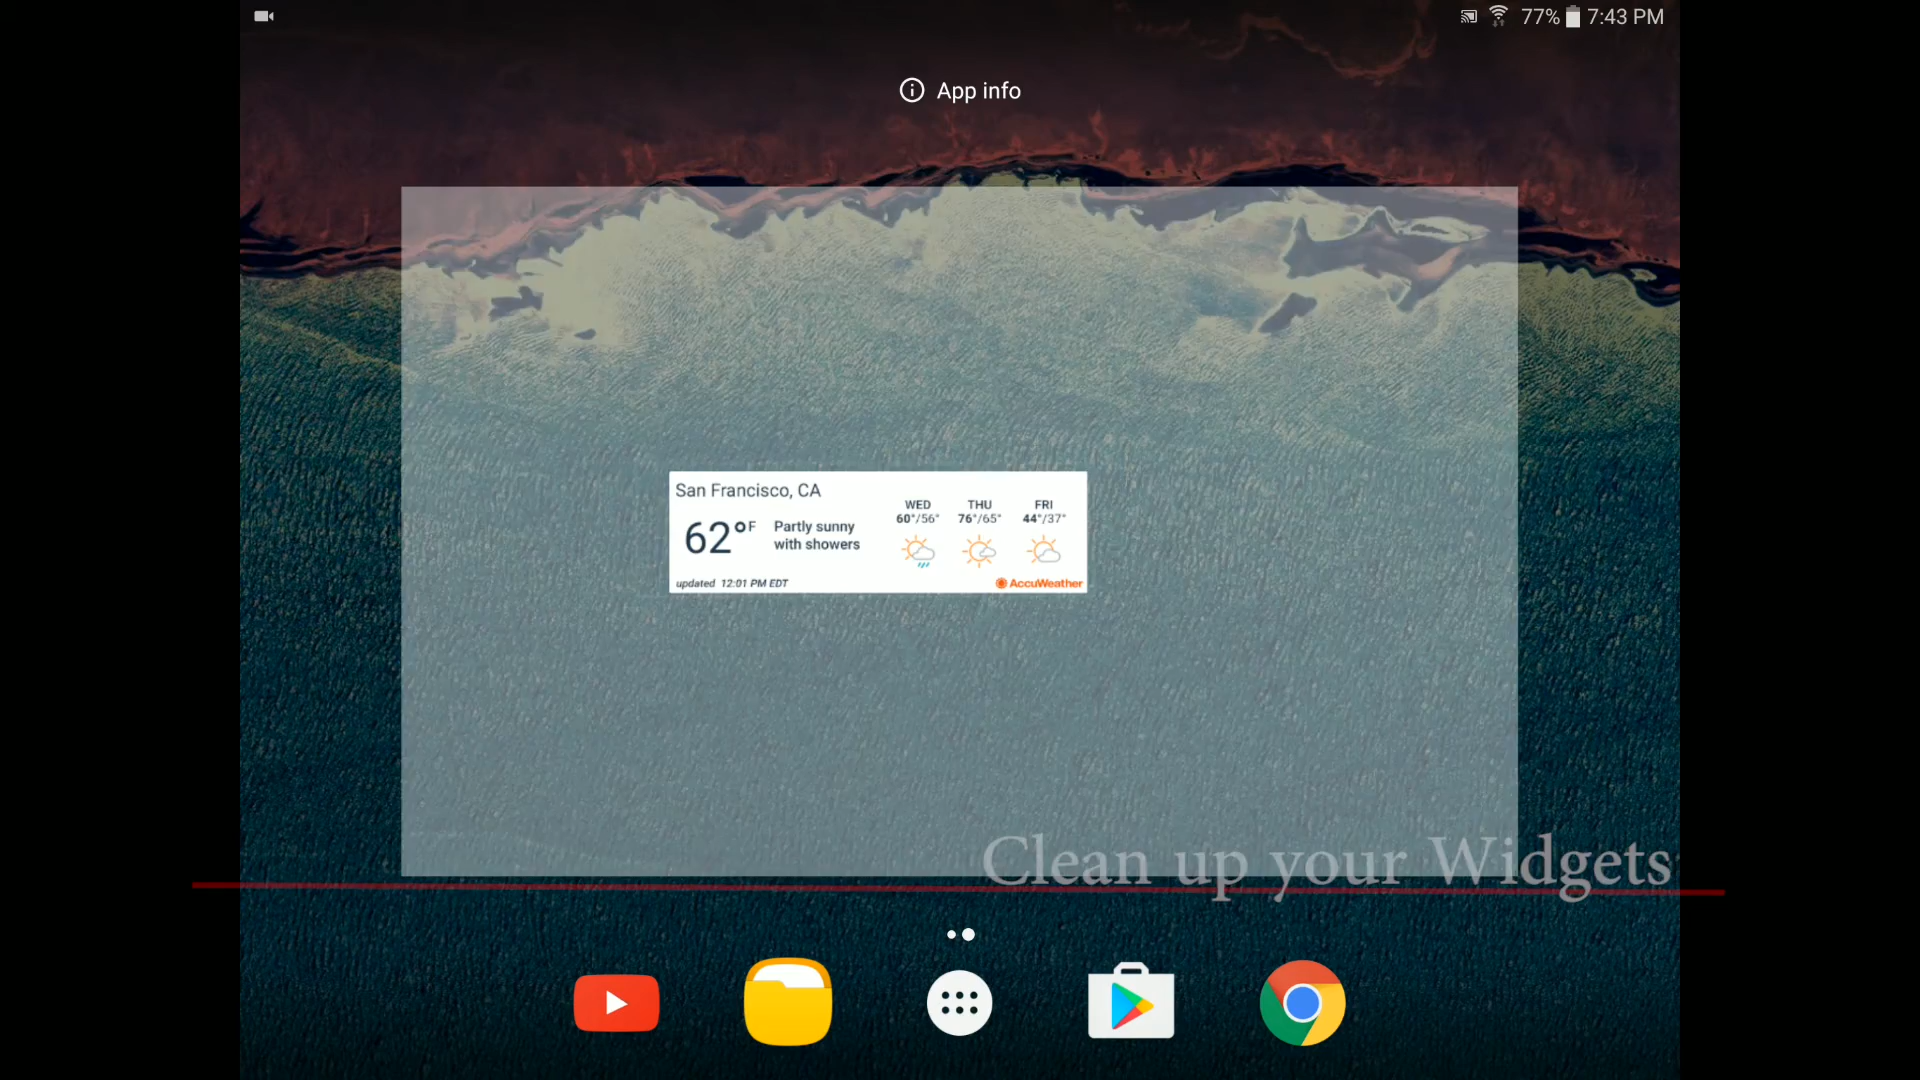 77% 7:43 PM
App info
San Francisco, CA
62°F
Partly sunny
with showers
WED
60°/56°
THU
76°/65°
FRI
44°/37°
updated 12:01 PM EDT
AccuWeather
Clean up your Widgets